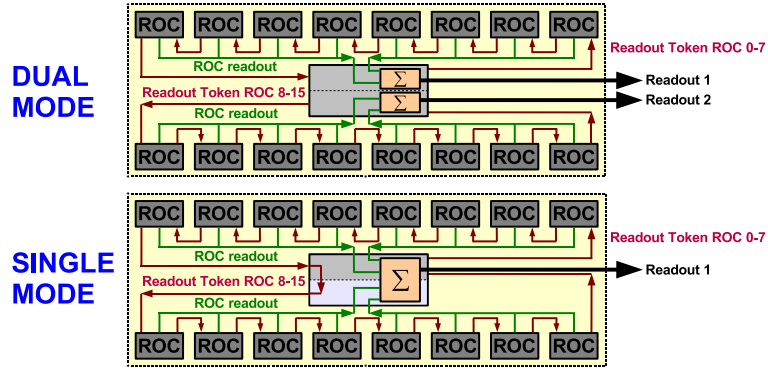 ROC ROC ROC ROC ROC ROC ROC ROC
Readout Token ROC 0-7
ROC readout
DUAL
MODE
Σ
Readout 1
Readout Token ROC 8-15
Σ
Readout 2
ROC readout
ROC ROC ROC ROC ROC ROC ROC ROC
ROC ROC ROC ROC ROC ROC ROC ROC
Readout Token ROC 0-7
ROC readout
SINGLE
MODE
Σ
Readout 1
Readout Token ROC 8-15
ROC readout
ROC ROC ROC ROC ROC ROC ROC ROC